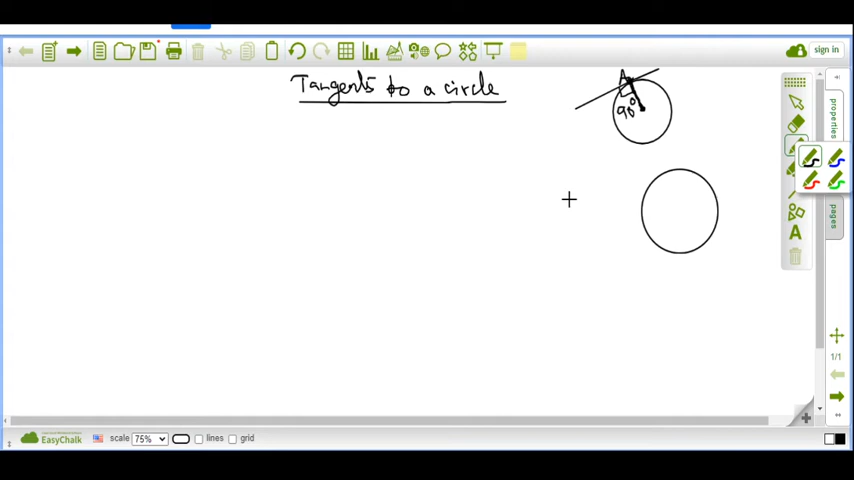 sign in
Tangents to a circle
A
90°
properties
pages
1/1
EasyChalk
scale
75%
lines
grid